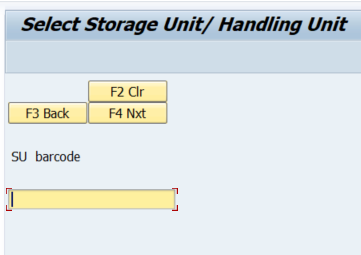 Select Storage Unit/ Handling Unit
F2 Clr
F3 Back F4 Nxt
SU barcode